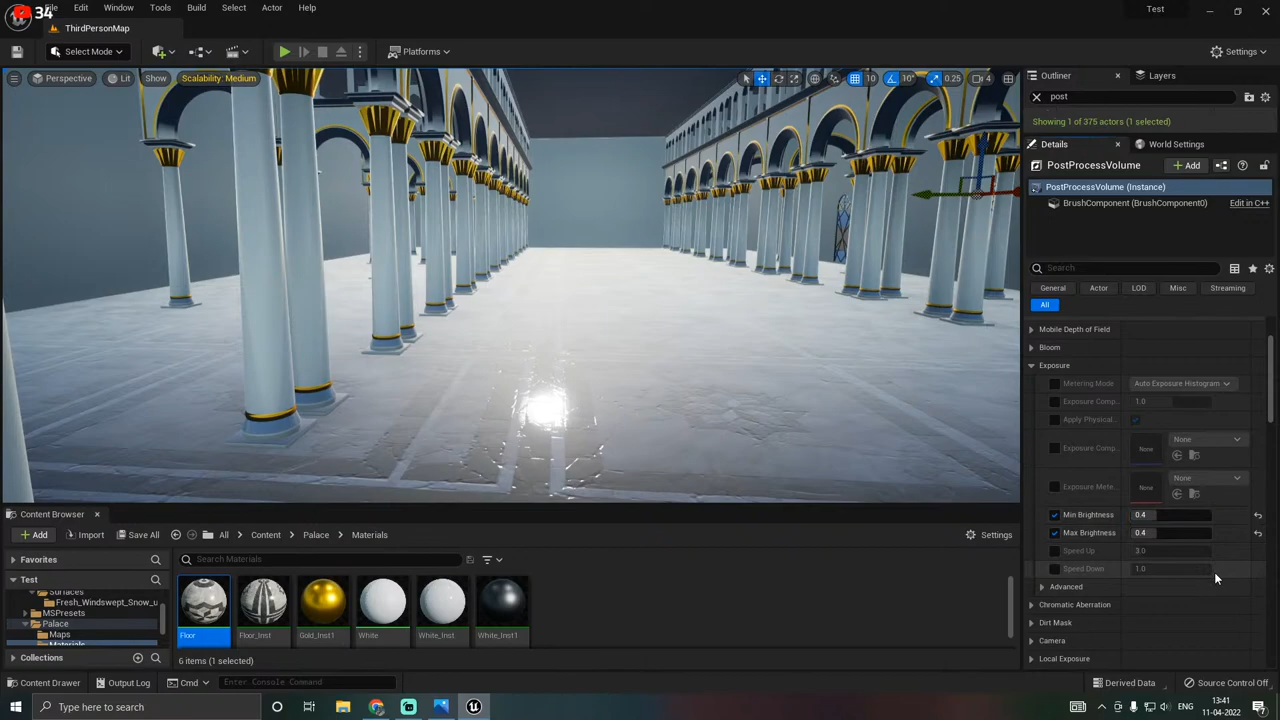 34
File
Edit Window Tools Build Select Actor Help
Test
ThirdPersonMap
Select Mode
Platforms
Settings
Perspective Lit Show Scalability: Medium
10 10° 0.25 4
Outliner Layers
post
Showing 1 of 375 actors (1 selected)
Details World Settings
PostProcessVolume Add
PostProcessVolume (Instance)
BrushComponent (BrushComponent0) Edit in C++
Search
General Actor LOD Misc Streaming
All
Mobile Depth of Field
Bloom
Exposure
Metering Mode Auto Exposure Histogram
Exposure Comp... 1.0
Apply Physical...
None
Exposure Comp... None
None
Exposure Mete... None
Min Brightness 0.4
Max Brightness 0.4
Speed Up 3.0
Speed Down 1.0
Advanced
Chromatic Aberration
Dirt Mask
Camera
Local Exposure
Content Browser
Add Import Save All All Content Palace Materials Settings
Favorites
Search Materials
Test
Surfaces
Fresh_Windswept_Snow_u
MSPresets
Palace
Maps
Materials
Collections
Floor Floor_Inst Gold_Inst1 White White_Inst White_Inst1
6 items (1 selected)
Content Drawer Output Log Cmd Enter Console Command
Derived Data Source Control Off
Type here to search
ENG
13:41
11-04-2022